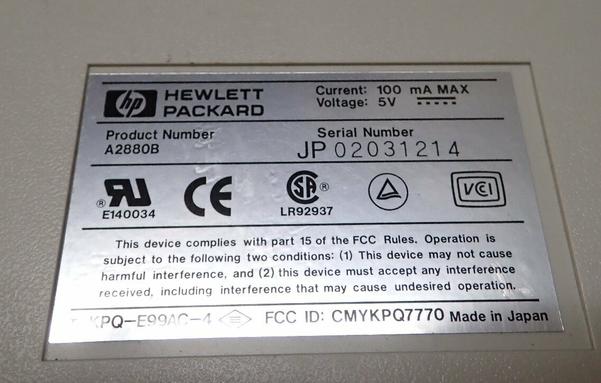 hp HEWLETT PACKARD
Current: 100 mA MAX
Voltage: 5V
Product Number
A2880B
Serial Number
JP 02031214
® UR
E140034
CE
SA ®
LR92937
VCI
This device complies with part 15 of the FCC Rules. Operation is
subject to the following two conditions: (1) This device may not cause
harmful interference, and (2) this device must accept any interference
received, including interference that may cause undesired operation.
KPQ-E99AC-4 FCC ID: CMYKPQ7770 Made in Japan